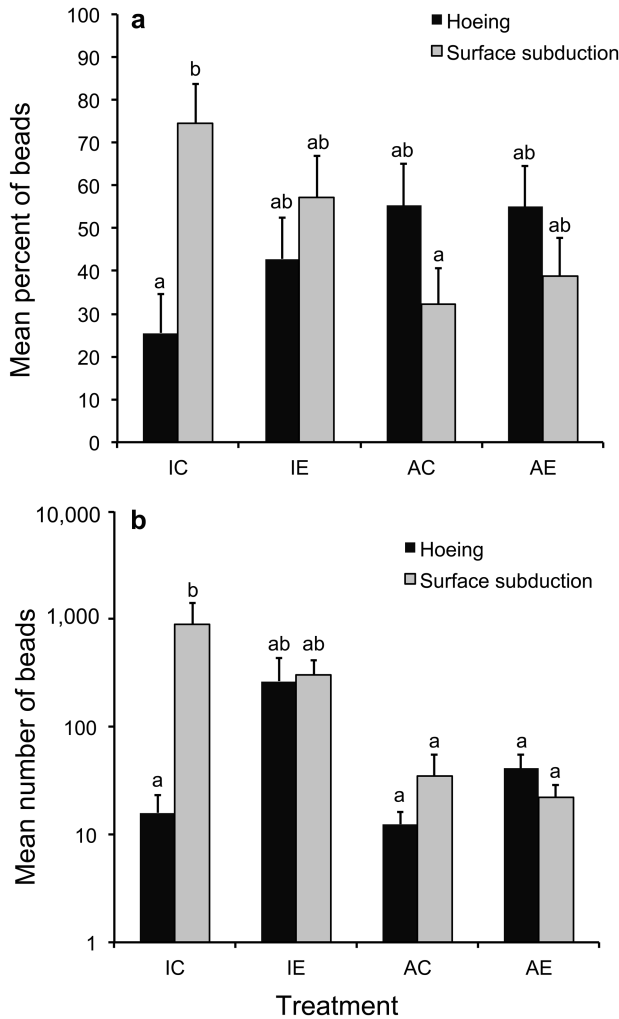 a
Hoeing
Surface subduction
Mean percent of beads
100
90
80
70
60
50
40
30
20
10
0
a
b
ab
ab
ab
a
ab
ab
IC
IE
AC
AE
b
Hoeing
Surface subduction
Mean number of beads
10,000
1,000
100
10
1
a
b
ab
ab
a
a
a
a
IC
IE
AC
AE
Treatment